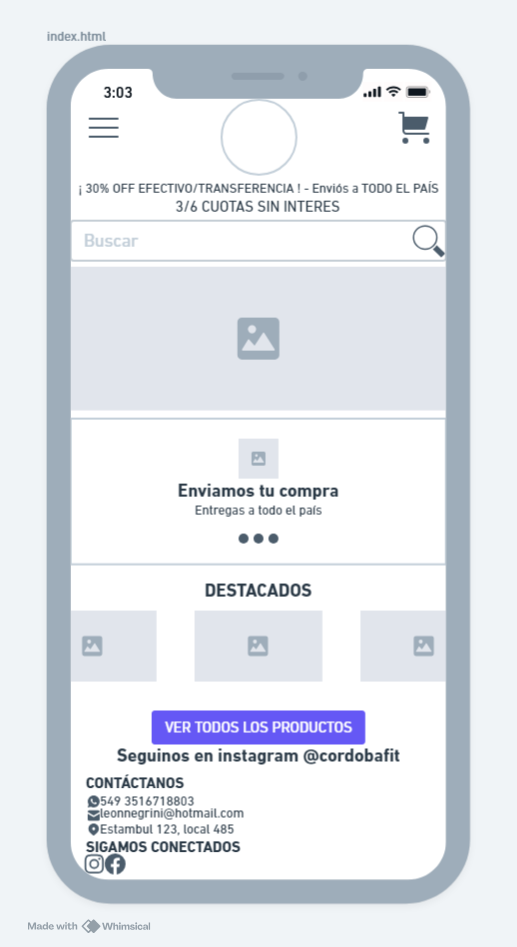 index.html
3:03
¡ 30% OFF EFECTIVO/TRANSFERENCIA ! - Enviós a TODO EL PAÍS
3/6 CUOTAS SIN INTERES
Buscar
Enviamos tu compra
Entregas a todo el país
DESTACADOS
VER TODOS LOS PRODUCTOS
Seguinos en instagram @cordobafit
CONTÁCTANOS
549 3516718803
leonnegrini@hotmail.com
Estambul 123, local 485
SIGAMOS CONECTADOS
Made with Whimsical